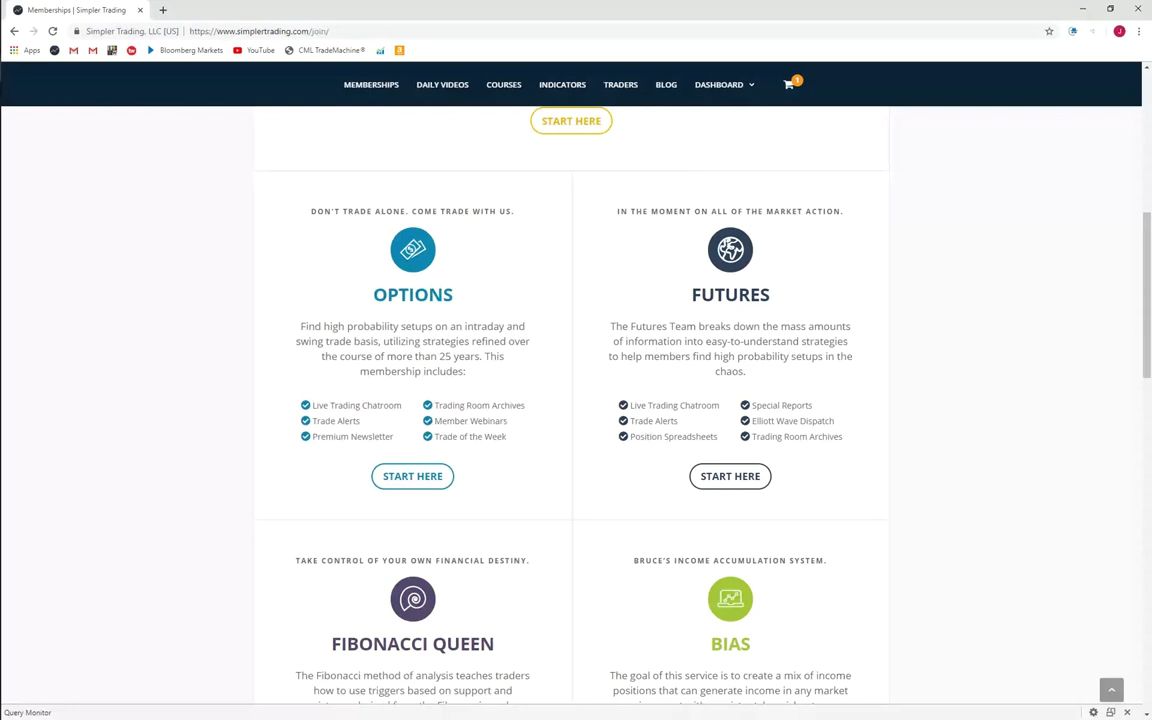 Memberships | Simpler Trading
Simpler Trading, LLC [US] | https://www.simplertrading.com/join/
Apps Bloomberg Markets YouTube CML TradeMachine®
MEMBERSHIPS DAILY VIDEOS COURSES INDICATORS TRADERS BLOG DASHBOARD 1
START HERE
DON'T TRADE ALONE. COME TRADE WITH US.
OPTIONS
Find high probability setups on an intraday and
swing trade basis, utilizing strategies refined over
the course of more than 25 years. This
membership includes:
Live Trading Chatroom Trading Room Archives
Trade Alerts Member Webinars
Premium Newsletter Trade of the Week
START HERE
IN THE MOMENT ON ALL OF THE MARKET ACTION.
FUTURES
The Futures Team breaks down the mass amounts
of information into easy-to-understand strategies
to help members find high probability setups in the
chaos.
Live Trading Chatroom Special Reports
Trade Alerts Elliott Wave Dispatch
Position Spreadsheets Trading Room Archives
START HERE
TAKE CONTROL OF YOUR OWN FINANCIAL DESTINY.
FIBONACCI QUEEN
The Fibonacci method of analysis teaches traders
how to use triggers based on support and
BRUCE'S INCOME ACCUMULATION SYSTEM.
BIAS
The goal of this service is to create a mix of income
positions that can generate income in any market
Query Monitor